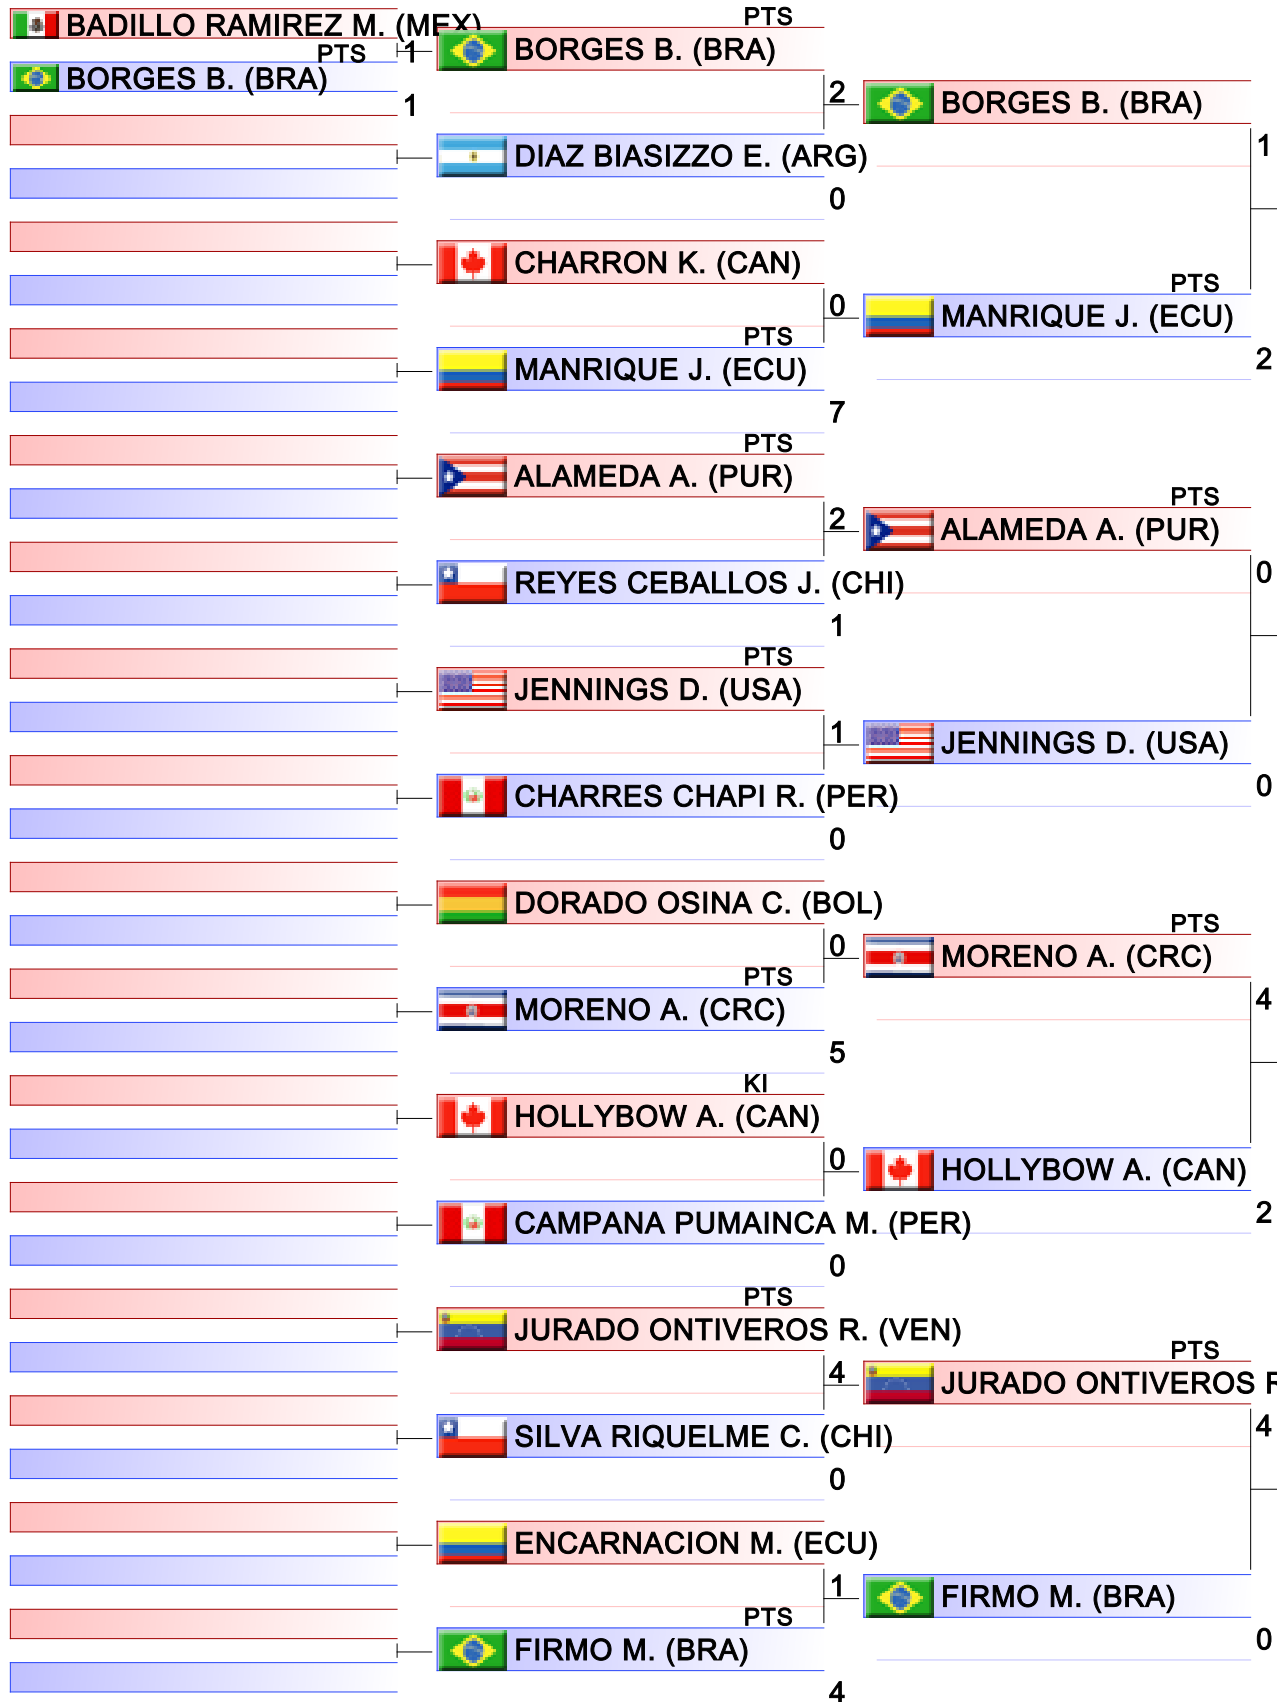 BADILLO RAMIREZ M. (MEX)
1
PTS
BORGES B. (BRA)
1
PTS
BORGES B. (BRA)
2
DIAZ BIASIZZO E. (ARG)
0
CHARRON K. (CAN)
0
PTS
MANRIQUE J. (ECU)
7
PTS
ALAMEDA A. (PUR)
2
REYES CEBALLOS J. (CHI)
1
PTS
JENNINGS D. (USA)
1
CHARRES CHAPI R. (PER)
0
DORADO OSINA C. (BOL)
0
PTS
MORENO A. (CRC)
5
KI
HOLLYBOW A. (CAN)
0
CAMPANA PUMAINCA M. (PER)
0
PTS
JURADO ONTIVEROS R. (VEN)
4
SILVA RIQUELME C. (CHI)
0
ENCARNACION M. (ECU)
1
PTS
FIRMO M. (BRA)
4
BORGES B. (BRA)
1
PTS
MANRIQUE J. (ECU)
2
PTS
ALAMEDA A. (PUR)
0
JENNINGS D. (USA)
0
PTS
MORENO A. (CRC)
4
HOLLYBOW A. (CAN)
2
PTS
JURADO ONTIVEROS R
4
FIRMO M. (BRA)
0